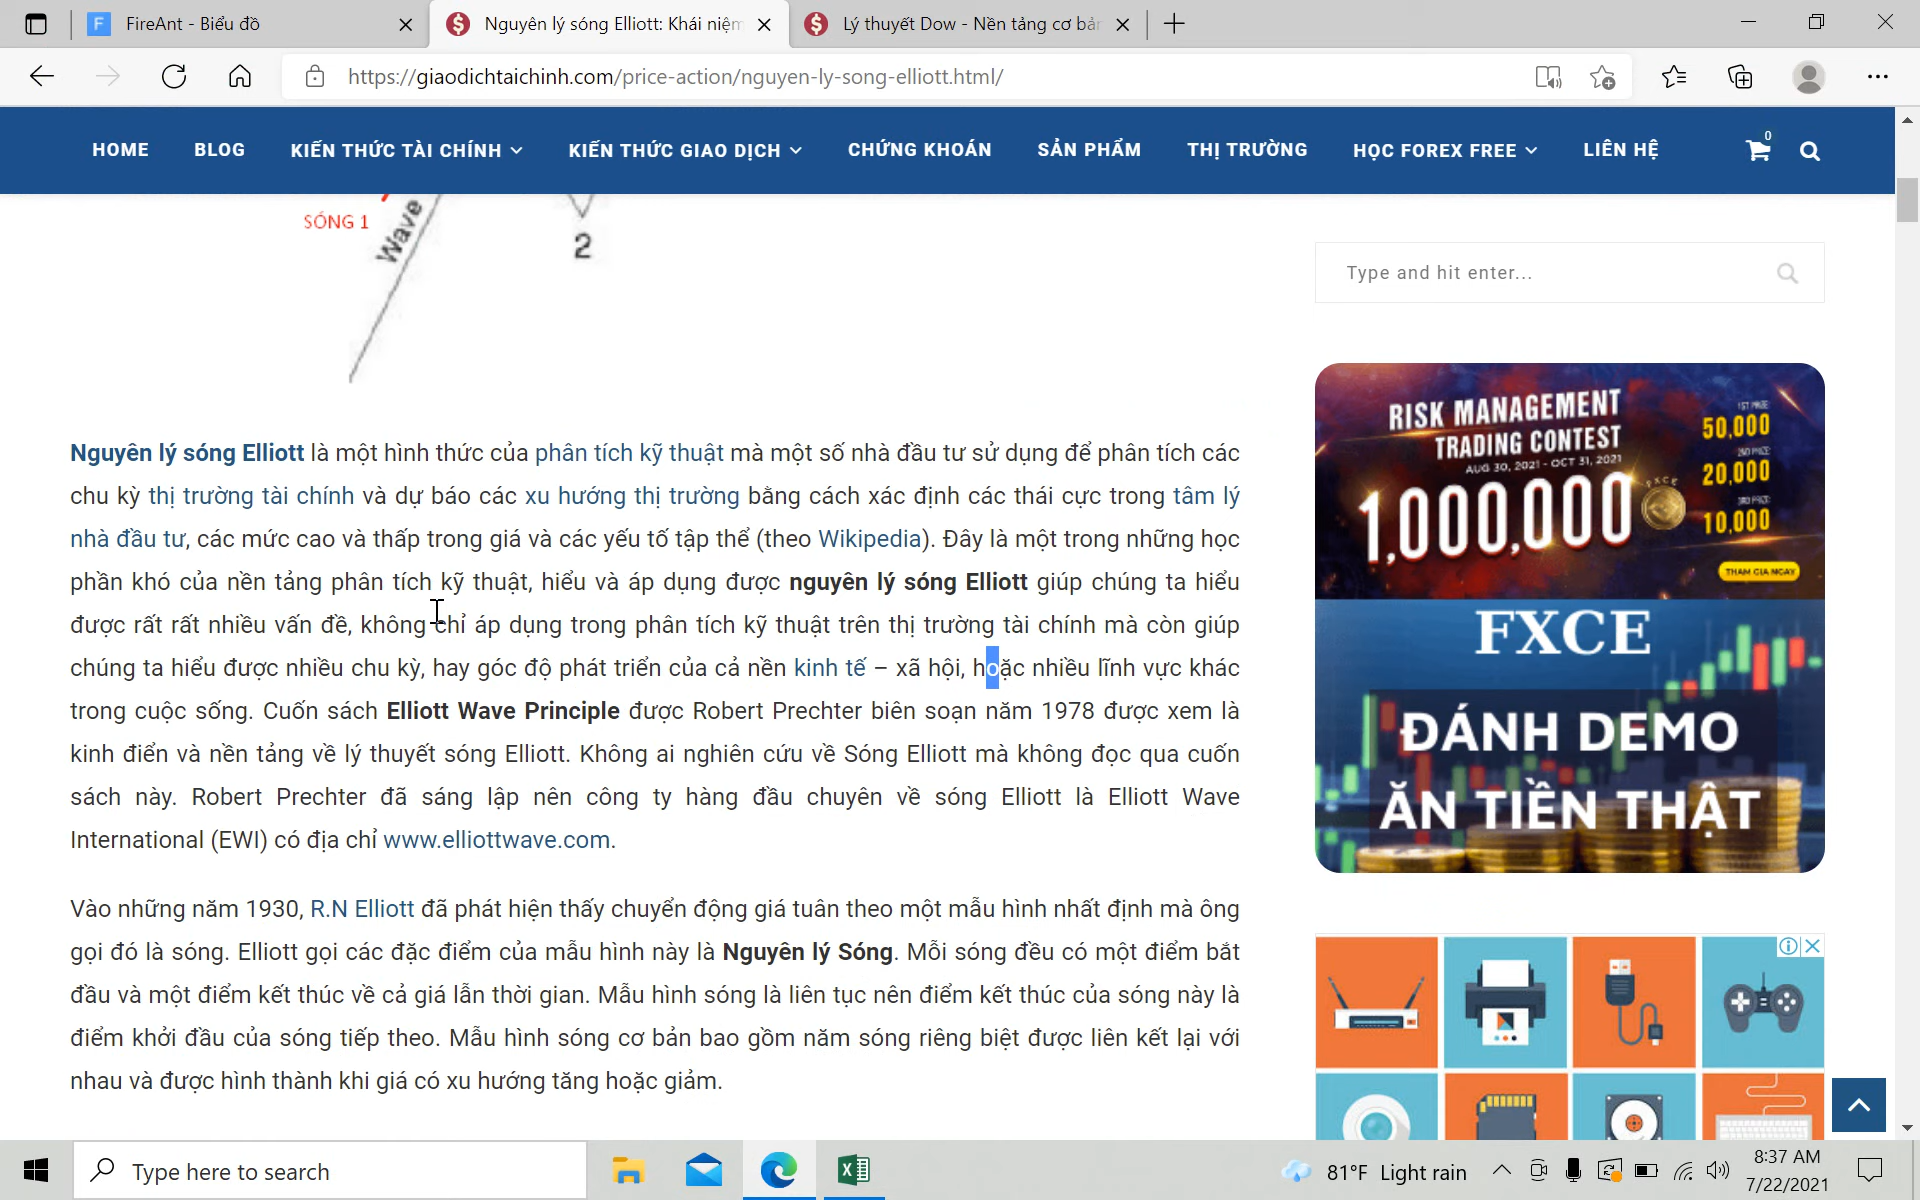 FireAnt - Biểu đồ
Nguyên lý sóng Elliott: Khái niệm
Lý thuyết Dow - Nền tảng cơ bản
https://giaodichtaichinh.com/price-action/nguyen-ly-song-elliott.html/
HOME BLOG KIẾN THỨC TÀI CHÍNH KIẾN THỨC GIAO DỊCH CHỨNG KHOÁN SẢN PHẨM THỊ TRƯỜNG HỌC FOREX FREE LIÊN HỆ 0
SÓNG 1
Wave
2
Type and hit enter...
Nguyên lý sóng Elliott là một hình thức của phân tích kỹ thuật mà một số nhà đầu tư sử dụng để phân tích các
chu kỳ thị trường tài chính và dự báo các xu hướng thị trường bằng cách xác định các thái cực trong tâm lý
nhà đầu tư, các mức cao và thấp trong giá và các yếu tố tập thể (theo Wikipedia). Đây là một trong những học
phần khó của nền tảng phân tích kỹ thuật, hiểu và áp dụng được nguyên lý sóng Elliott giúp chúng ta hiểu
được rất rất nhiều vấn đề, không chỉ áp dụng trong phân tích kỹ thuật trên thị trường tài chính mà còn giúp
chúng ta hiểu được nhiều chu kỳ, hay góc độ phát triển của cả nền kinh tế – xã hội, hoặc nhiều lĩnh vực khác
trong cuộc sống. Cuốn sách Elliott Wave Principle được Robert Prechter biên soạn năm 1978 được xem là
kinh điển và nền tảng về lý thuyết sóng Elliott. Không ai nghiên cứu về Sóng Elliott mà không đọc qua cuốn
sách này. Robert Prechter đã sáng lập nên công ty hàng đầu chuyên về sóng Elliott là Elliott Wave
International (EWI) có địa chỉ www.elliottwave.com.
Vào những năm 1930, R.N Elliott đã phát hiện thấy chuyển động giá tuân theo một mẫu hình nhất định mà ông
gọi đó là sóng. Elliott gọi các đặc điểm của mẫu hình này là Nguyên lý Sóng. Mỗi sóng đều có một điểm bắt
đầu và một điểm kết thúc về cả giá lẫn thời gian. Mẫu hình sóng là liên tục nên điểm kết thúc của sóng này là
điểm khởi đầu của sóng tiếp theo. Mẫu hình sóng cơ bản bao gồm năm sóng riêng biệt được liên kết lại với
nhau và được hình thành khi giá có xu hướng tăng hoặc giảm.
RISK MANAGEMENT
TRADING CONTEST
AUG 30, 2021 - OCT 31, 2021
1,000,000
FXCE
1ST PRIZE:
50,000
2ND PRIZE:
20,000
3RD PRIZE:
10,000
THAM GIA NGAY
FXCE
ĐÁNH DEMO
ĂN TIỀN THẬT
Type here to search
81°F Light rain
8:37 AM
7/22/2021